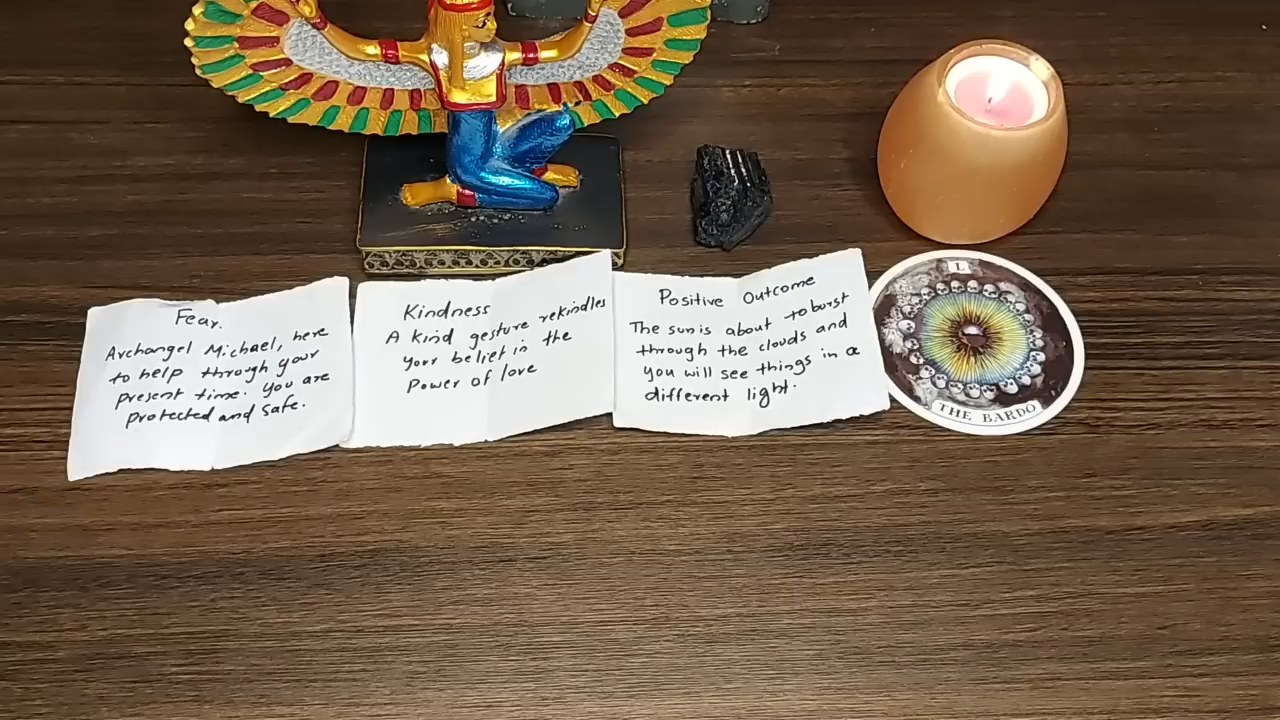 Fear.
Archangel Michael, here
to help through your
present time. You are
protected and safe.
Kindness
A kind gesture rekindles
your belief in the
Power of love
Positive Outcome
The sun is about to burst
through the clouds and
you will see things in a
different light.
L
THE BARDO